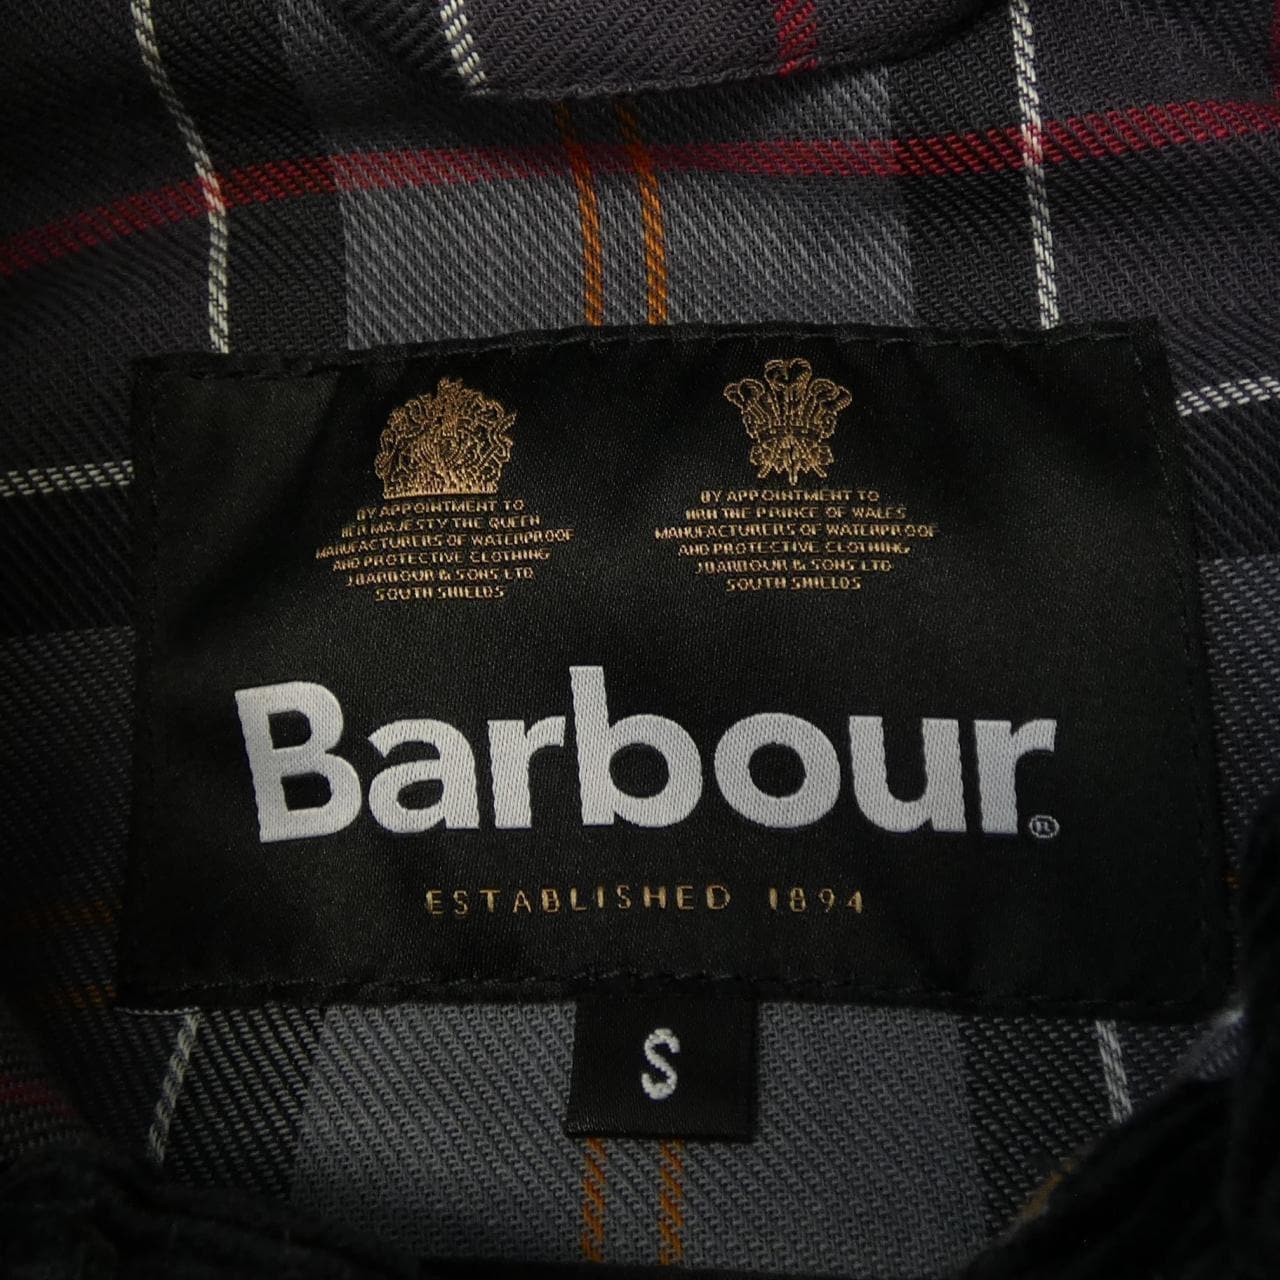 BY APPOINTMENT TO
HER MAJESTY THE QUEEN
MANUFACTURERS OF WATERPROOF
AND PROTECTIVE CLOTHING
J BARBOUR & SONS LTD
SOUTH SHIELDS
BY APPOINTMENT TO
HRH THE PRINCE OF WALES
MANUFACTURERS OF WATERPROOF
AND PROTECTIVE CLOTHING
J BARBOUR & SONS LTD
SOUTH SHIELDS
Barbour®
ESTABLISHED 1894
S